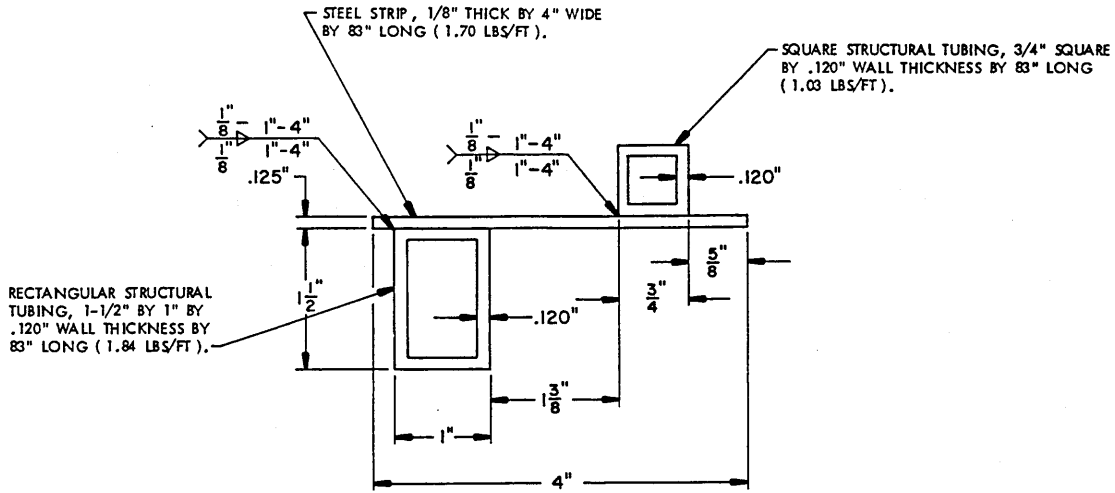 STEEL STRIP, 1/8" THICK BY 4" WIDE
BY 83" LONG (1.70 LBS/FT).
SQUARE STRUCTURAL TUBING, 3/4" SQUARE
BY .120" WALL THICKNESS BY 83" LONG
(1.03 LBS/FT).
1/8" 1"-4"
1/8" 1"-4"
1/8" 1"-4"
1/8" 1"-4"
.125"
.120"
5/8"
3/4"
1 1/2"
RECTANGULAR STRUCTURAL
TUBING, 1-1/2" BY 1" BY
.120" WALL THICKNESS BY
83" LONG (1.84 LBS/FT).
.120"
1 3/8"
1"
4"